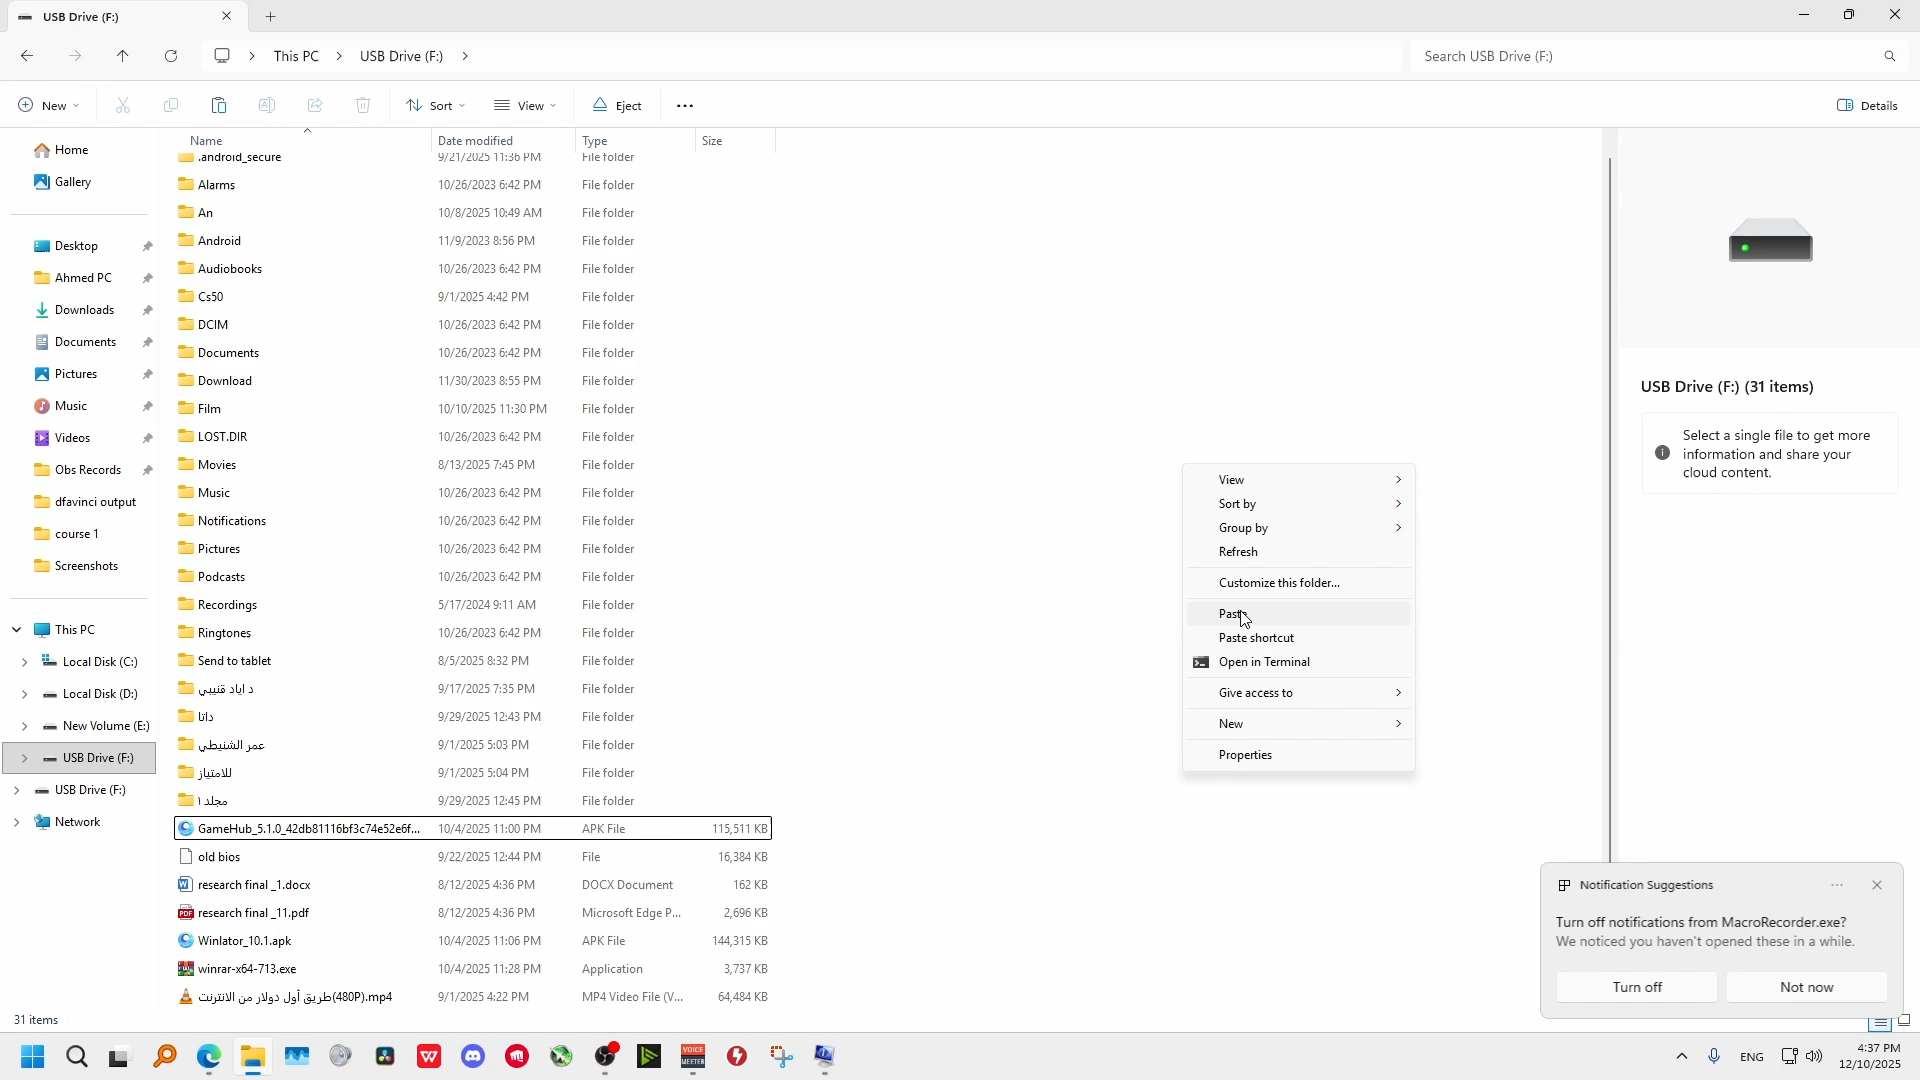 USB Drive (F:)
This PC
USB Drive (F:)
Search USB Drive (F:)
New
Sort
View
Eject
Details
Name Date modified Type Size
.android_secure 9/21/2025 11:36 PM File folder
Alarms 10/26/2023 6:42 PM File folder
An 10/8/2025 10:49 AM File folder
Android 11/9/2023 8:56 PM File folder
Audiobooks 10/26/2023 6:42 PM File folder
Cs50 9/1/2025 4:42 PM File folder
DCIM 10/26/2023 6:42 PM File folder
Documents 10/26/2023 6:42 PM File folder
Download 11/30/2023 8:55 PM File folder
Film 10/10/2025 11:30 PM File folder
LOST.DIR 10/26/2023 6:42 PM File folder
Movies 8/13/2025 7:45 PM File folder
Music 10/26/2023 6:42 PM File folder
Notifications 10/26/2023 6:42 PM File folder
Pictures 10/26/2023 6:42 PM File folder
Podcasts 10/26/2023 6:42 PM File folder
Recordings 5/17/2024 9:11 AM File folder
Ringtones 10/26/2023 6:42 PM File folder
Send to tablet 8/5/2025 8:32 PM File folder
د اياد قنيبي 9/17/2025 7:35 PM File folder
داتا 9/29/2025 12:43 PM File folder
عمر الشنيطي 9/1/2025 5:03 PM File folder
للامتياز 9/1/2025 5:04 PM File folder
مجلد ١ 9/29/2025 12:45 PM File folder
GameHub_5.1.0_42db81116bf3c74e52e6f... 10/4/2025 11:00 PM APK File 115,511 KB
old bios 9/22/2025 12:44 PM File 16,384 KB
research final _1.docx 8/12/2025 4:36 PM DOCX Document 162 KB
research final _11.pdf 8/12/2025 4:36 PM Microsoft Edge P... 2,696 KB
Winlator_10.1.apk 10/4/2025 11:06 PM APK File 144,315 KB
winrar-x64-713.exe 10/4/2025 11:28 PM Application 3,737 KB
طريق أول دولار من الانترنت(480P).mp4 9/1/2025 4:22 PM MP4 Video File (V... 64,484 KB
Home
Gallery
Desktop
Ahmed PC
Downloads
Documents
Pictures
Music
Videos
Obs Records
dfavinci output
course 1
Screenshots
This PC
Local Disk (C:)
Local Disk (D:)
New Volume (E:)
USB Drive (F:)
USB Drive (F:)
Network
31 items
View
Sort by
Group by
Refresh
Customize this folder...
Paste
Paste shortcut
Open in Terminal
Give access to
New
Properties
USB Drive (F:) (31 items)
Select a single file to get more
information and share your
cloud content.
Notification Suggestions
Turn off notifications from MacroRecorder.exe?
We noticed you haven't opened these in a while.
Turn off
Not now
VOICE
MEETER
ENG
4:37 PM
12/10/2025